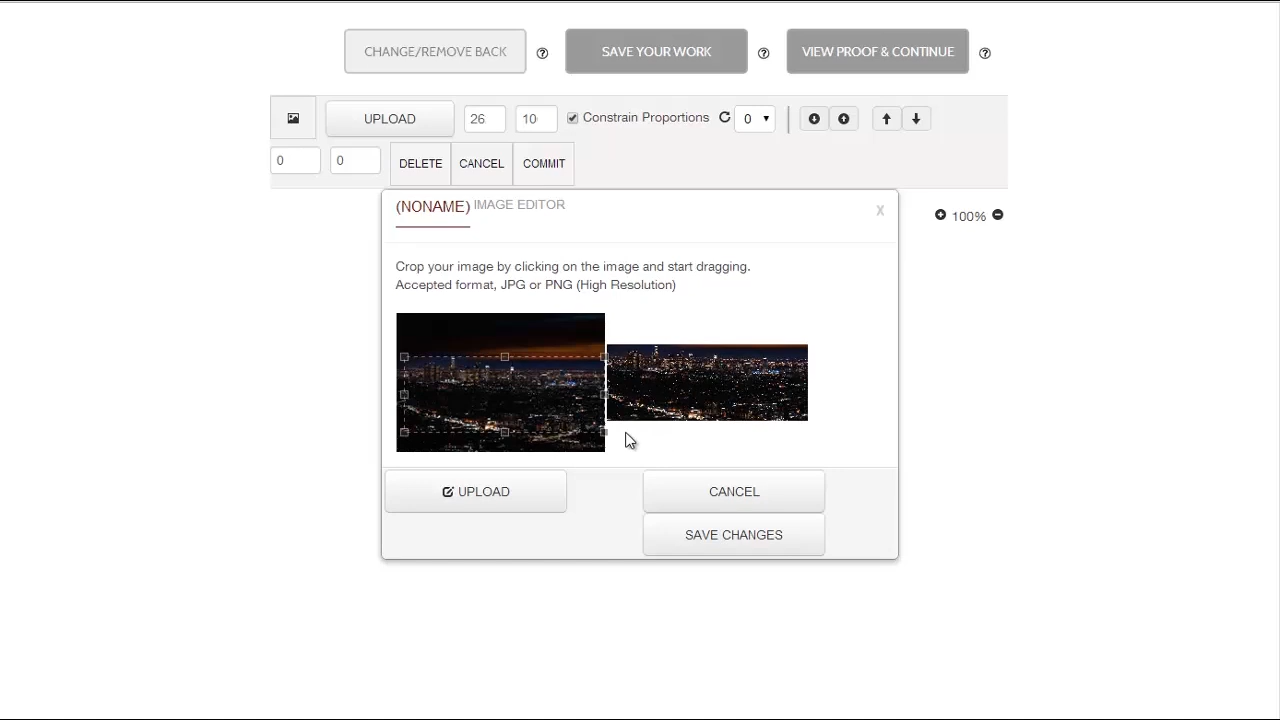 CHANGE/REMOVE BACK SAVE YOUR WORK VIEW PROOF & CONTINUE
UPLOAD 26 10 Constrain Proportions 0
0 0 DELETE CANCEL COMMIT
(NONAME) IMAGE EDITOR X
100%
Crop your image by clicking on the image and start dragging.
Accepted format, JPG or PNG (High Resolution)
UPLOAD CANCEL
SAVE CHANGES